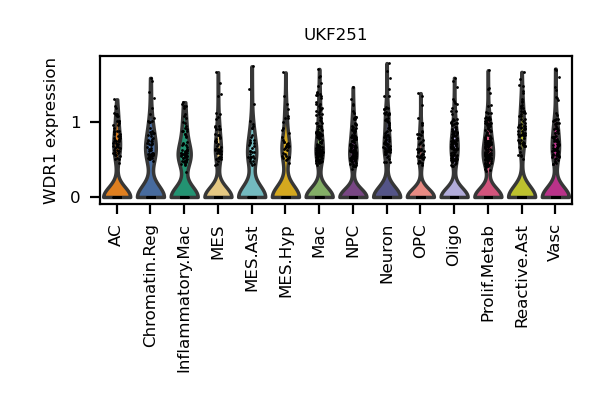 UKF251
WDR1 expression
1
0
AC
Chromatin.Reg
Inflammatory.Mac
MES
MES.Ast
MES.Hyp
Mac
NPC
Neuron
OPC
Oligo
Prolif.Metab
Reactive.Ast
Vasc